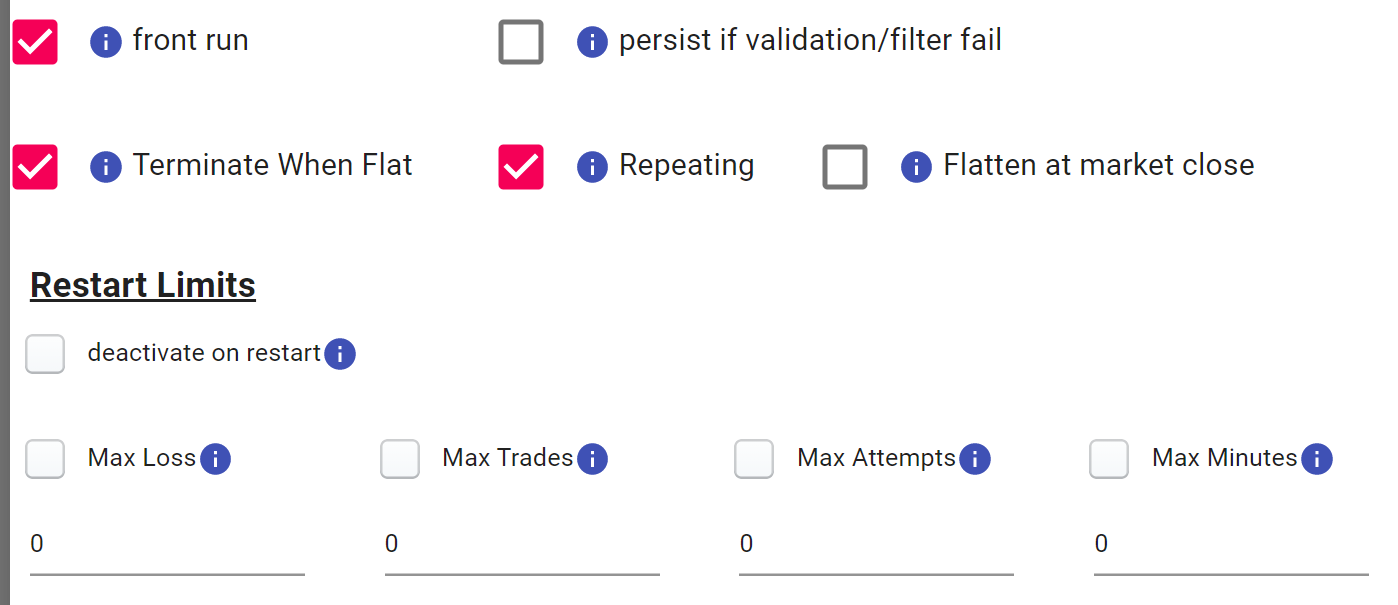 front run
persist if validation/filter fail
Terminate When Flat
Repeating
Flatten at market close
Restart Limits
deactivate on restart
Max Loss
Max Trades
Max Attempts
Max Minutes
0
0
0
0